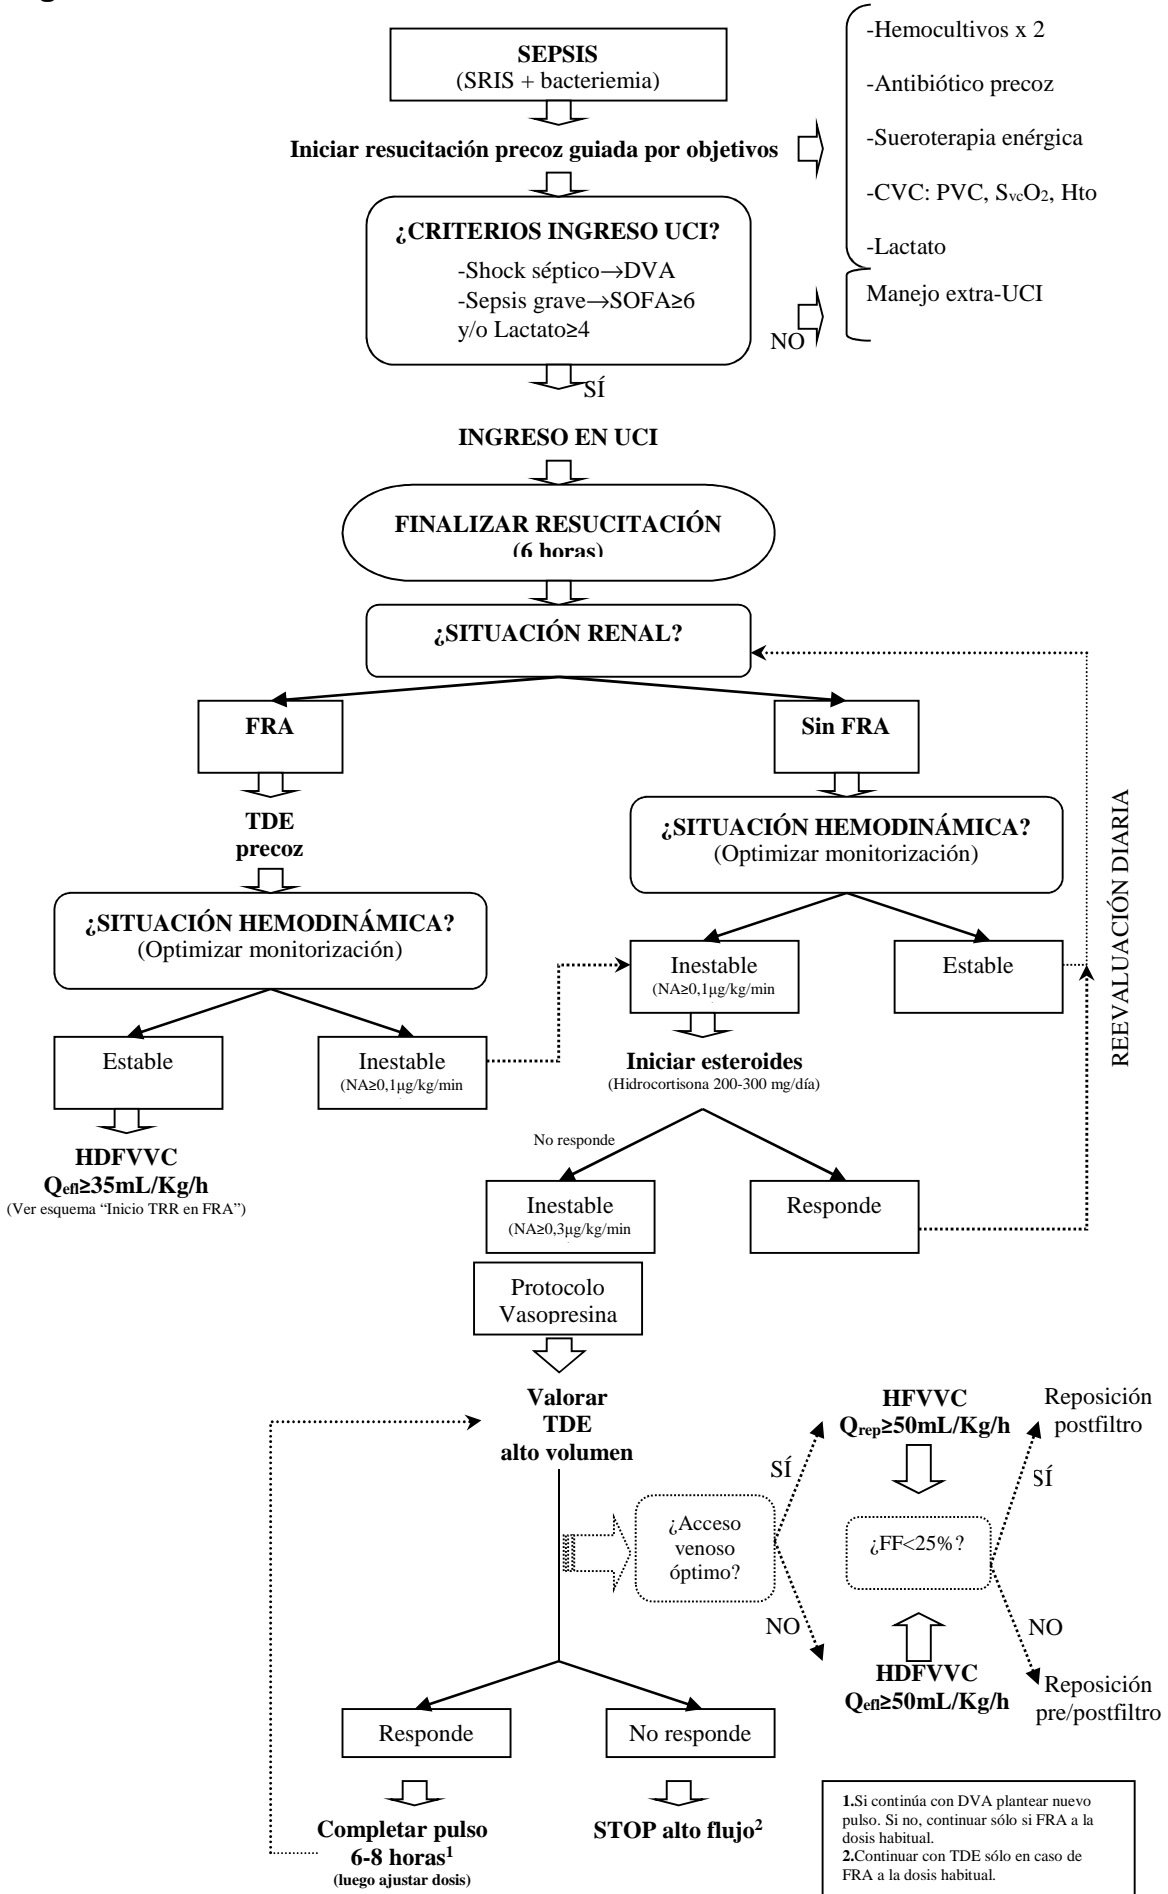 SEPSIS
(SRIS + bacteriemia)
Iniciar resucitación precoz guiada por objetivos
-Hemocultivos x 2
-Antibiótico precoz
-Sueroterapia enérgica
-CVC: PVC, SvcO2, Hto
-Lactato
¿CRITERIOS INGRESO UCI?
-Shock séptico→DVA
-Sepsis grave→SOFA≥6
y/o Lactato≥4
NO
Manejo extra-UCI
SÍ
INGRESO EN UCI
FINALIZAR RESUCITACIÓN
(6 horas)
¿SITUACIÓN RENAL?
FRA
Sin FRA
TDE
precoz
¿SITUACIÓN HEMODINÁMICA?
(Optimizar monitorización)
¿SITUACIÓN HEMODINÁMICA?
(Optimizar monitorización)
REEVALUACIÓN DIARIA
Inestable
(NA≥0,1µg/kg/min
Estable
Estable
Inestable
(NA≥0,1µg/kg/min
Iniciar esteroides
(Hidrocortisona 200-300 mg/día)
HDFVVC
Qefl≥35mL/Kg/h
(Ver esquema “Inicio TRR en FRA”)
No responde
Inestable
(NA≥0,3µg/kg/min
Responde
Protocolo
Vasopresina
Valorar
TDE
alto volumen
¿Acceso
venoso
óptimo?
SÍ
NO
HFVVC
Qrep≥50mL/Kg/h
¿FF<25%?
HDFVVC
Qefl≥50mL/Kg/h
Reposición
postfiltro
SÍ
NO
Reposición
pre/postfiltro
Responde
No responde
Completar pulso
6-8 horas1
(luego ajustar dosis)
STOP alto flujo2
1.Si continúa con DVA plantear nuevo
pulso. Si no, continuar sólo si FRA a la
dosis habitual.
2.Continuar con TDE sólo en caso de
FRA a la dosis habitual.